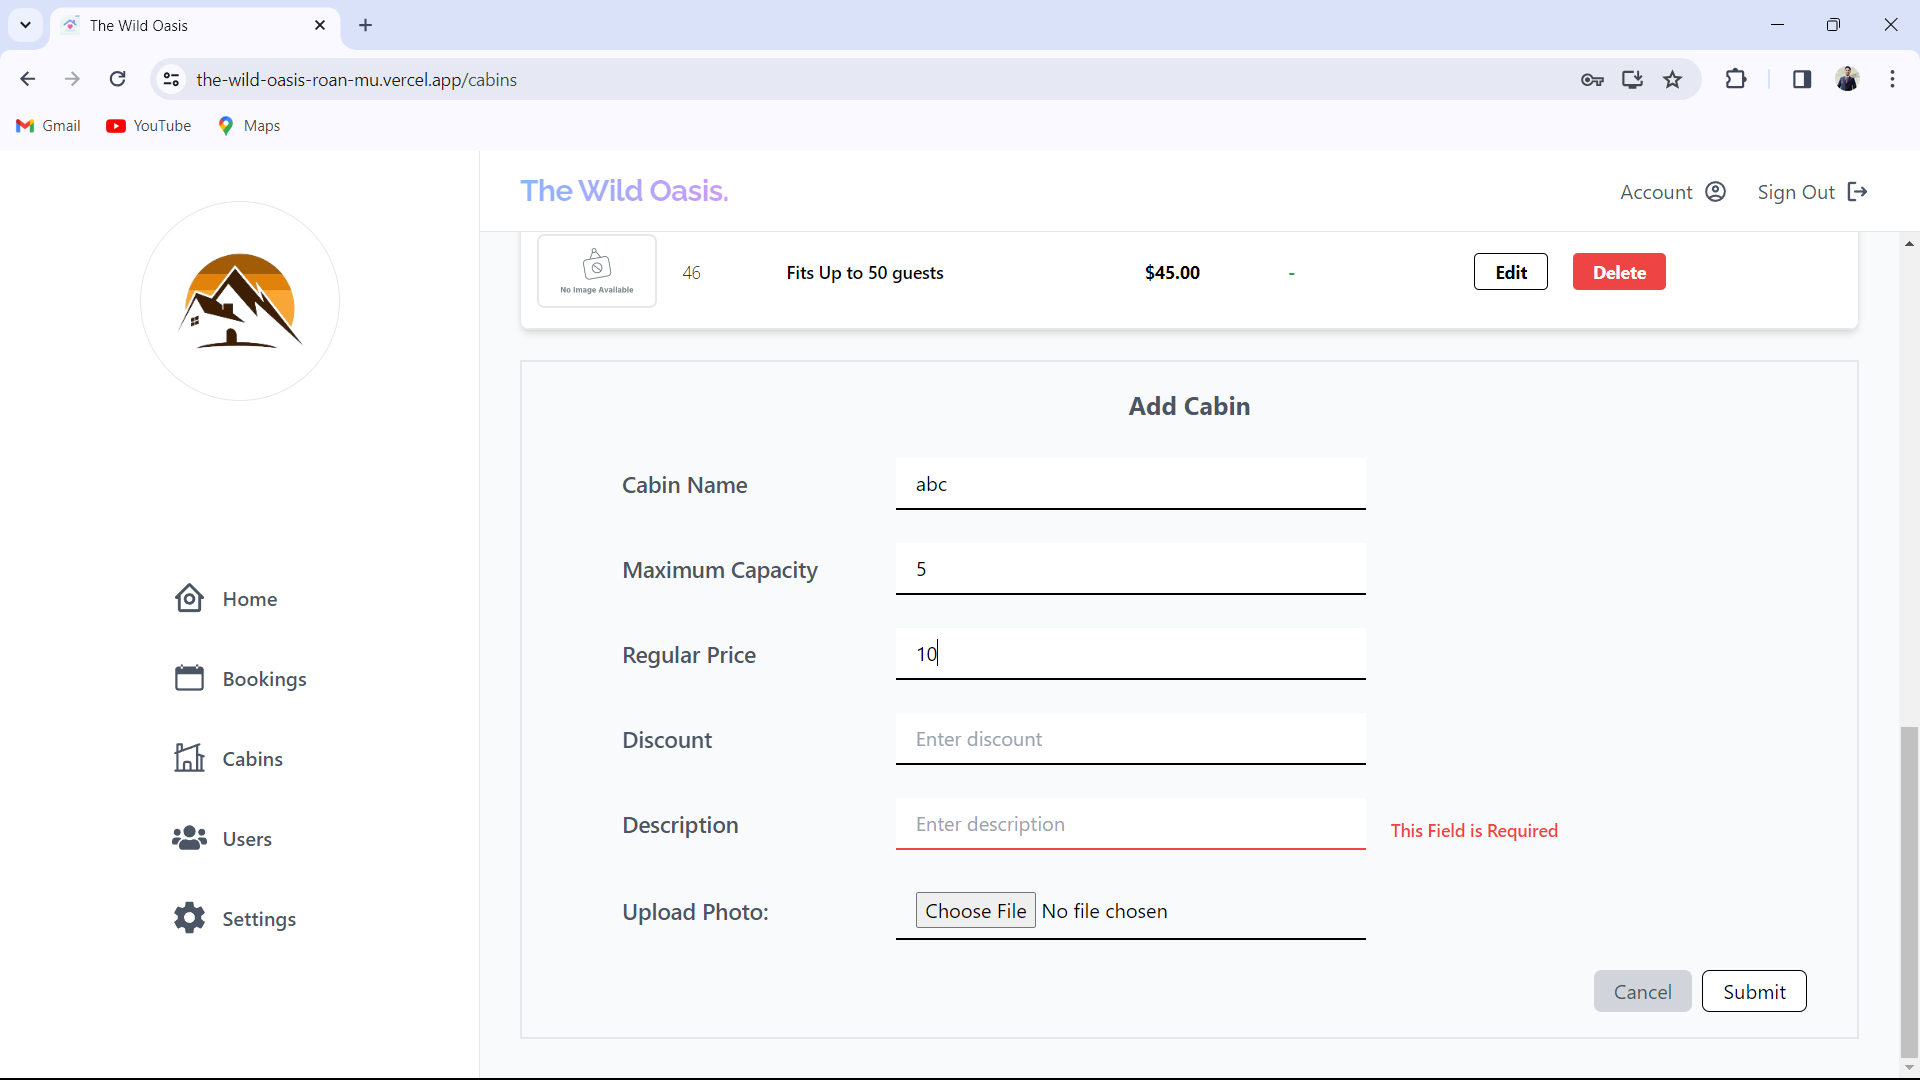 The Wild Oasis
the-wild-oasis-roan-mu.vercel.app/cabins
Gmail YouTube Maps
The Wild Oasis.
Account Sign Out
No Image Available 46 Fits Up to 50 guests $45.00 - Edit Delete
Add Cabin
Cabin Name abc
Maximum Capacity 5
Regular Price 10
Discount Enter discount
Description Enter description This Field is Required
Upload Photo: Choose File No file chosen
Cancel Submit
Home
Bookings
Cabins
Users
Settings